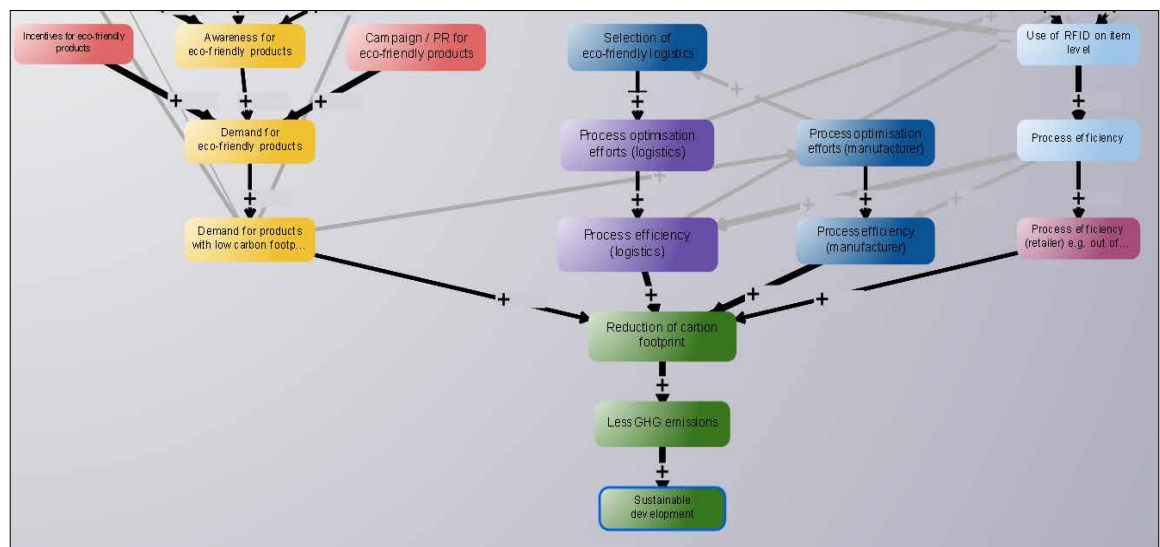 Incentives for eco-friendly
products
Awareness for
eco-friendly products
Campaign / PR for
eco-friendly products
Selection of
eco-friendly logistics
Use of RFID on item
level
+
+
+
+
+
+
Demand for
eco-friendly products
Process optimisation
efforts (logistics)
Process optimisation
efforts (manufacturer)
Process efficiency
+
+
+
+
+
+
+
Demand for products
with low carbon footp...
Process efficiency
(logistics)
Process efficiency
(manufacturer)
Process efficiency
(retailer) e.g. out of...
+
+
+
+
Reduction of carbon
footprint
+
Less GHG emissions
+
Sustainable
development